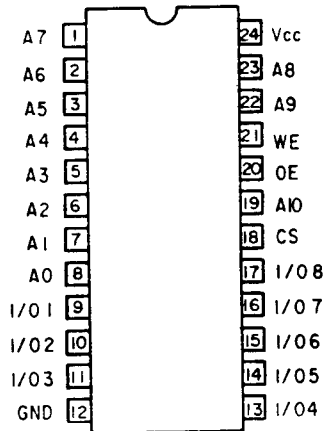 A7 1 24 Vcc
A6 2 23 A8
A5 3 22 A9
A4 4 21 WE
A3 5 20 OE
A2 6 19 A10
A1 7 18 CS
A0 8 17 I/O8
I/O1 9 16 I/O7
I/O2 10 15 I/O6
I/O3 11 14 I/O5
GND 12 13 I/O4